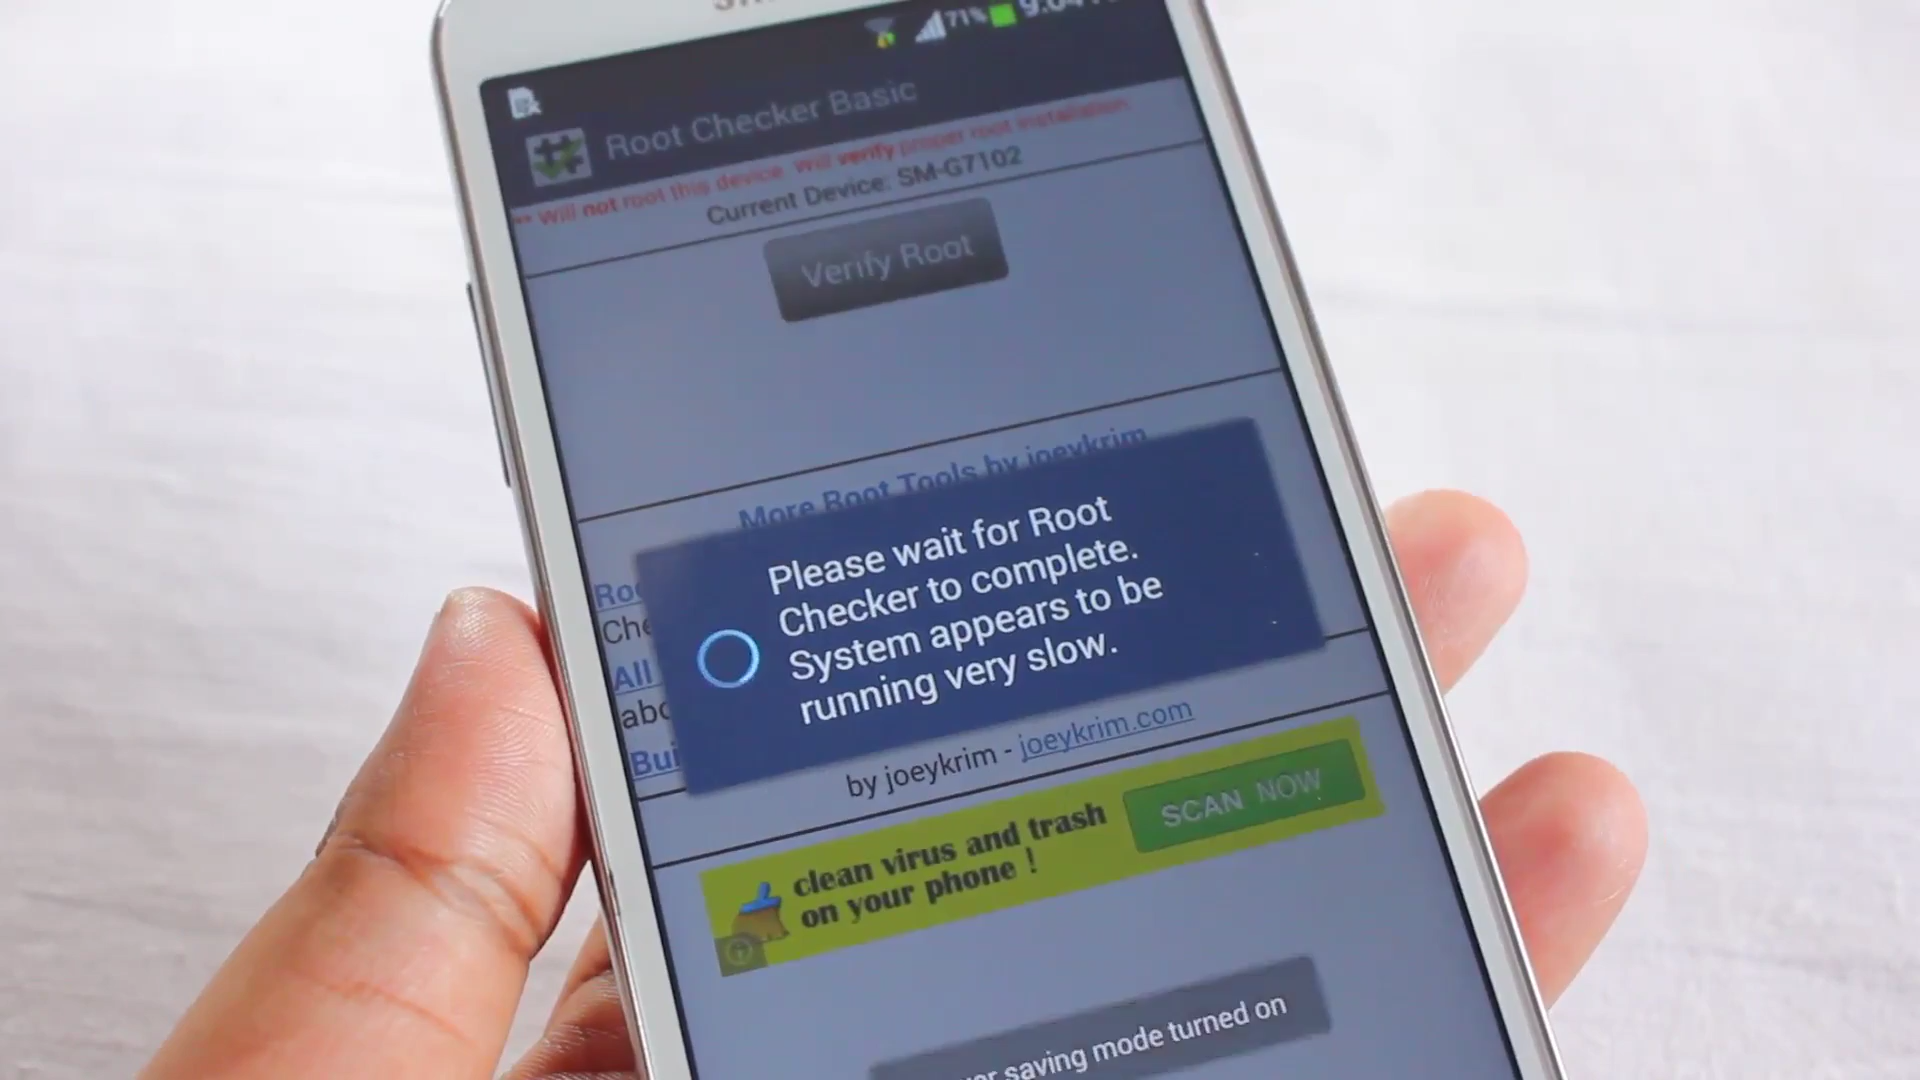 71%
Root Checker Basic
** Will not root this device. Will verify proper root installation
Current Device: SM-G7102
Verify Root
More Root Tools by joeykrim
Please wait for Root
Checker to complete.
System appears to be
running very slow.
All
by joeykrim - joeykrim.com
clean virus and trash
on your phone !
SCAN NOW
saving mode turned on